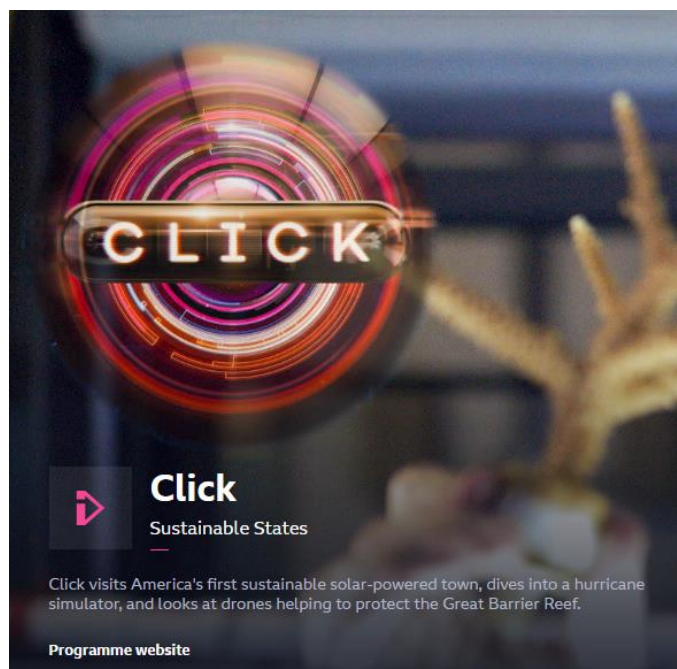 CLICK
Click
Sustainable States
Click visits America's first sustainable solar-powered town, dives into a hurricane
simulator, and looks at drones helping to protect the Great Barrier Reef.
Programme website